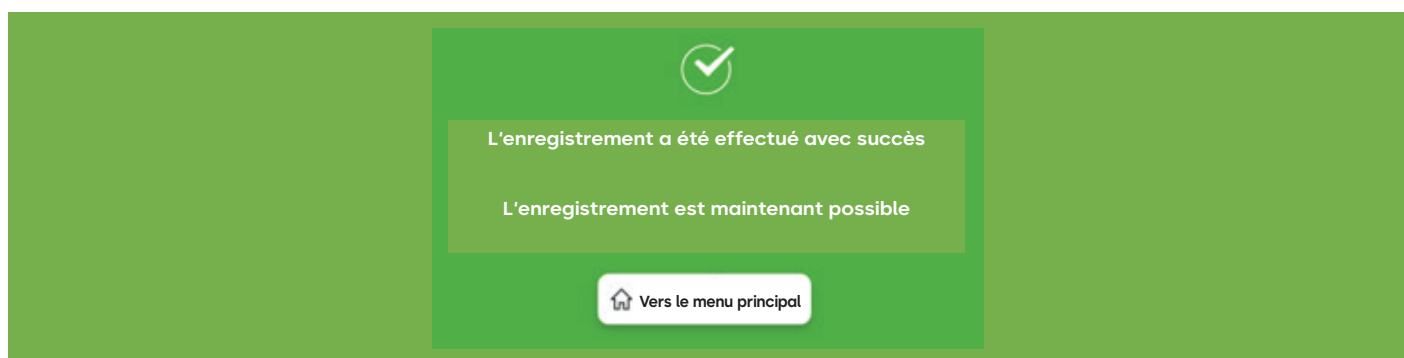 L'enregistrement a été effectué avec succès
L'enregistrement est maintenant possible
Vers le menu principal